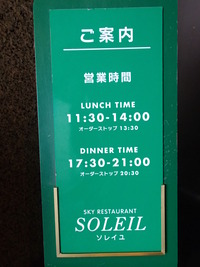 ご案内
営業時間
LUNCH TIME
11:30-14:00
オーダーストップ 13:30
DINNER TIME
17:30-21:00
オーダーストップ 20:30
SKY RESTAURANT
SOLEIL
ソレイユ